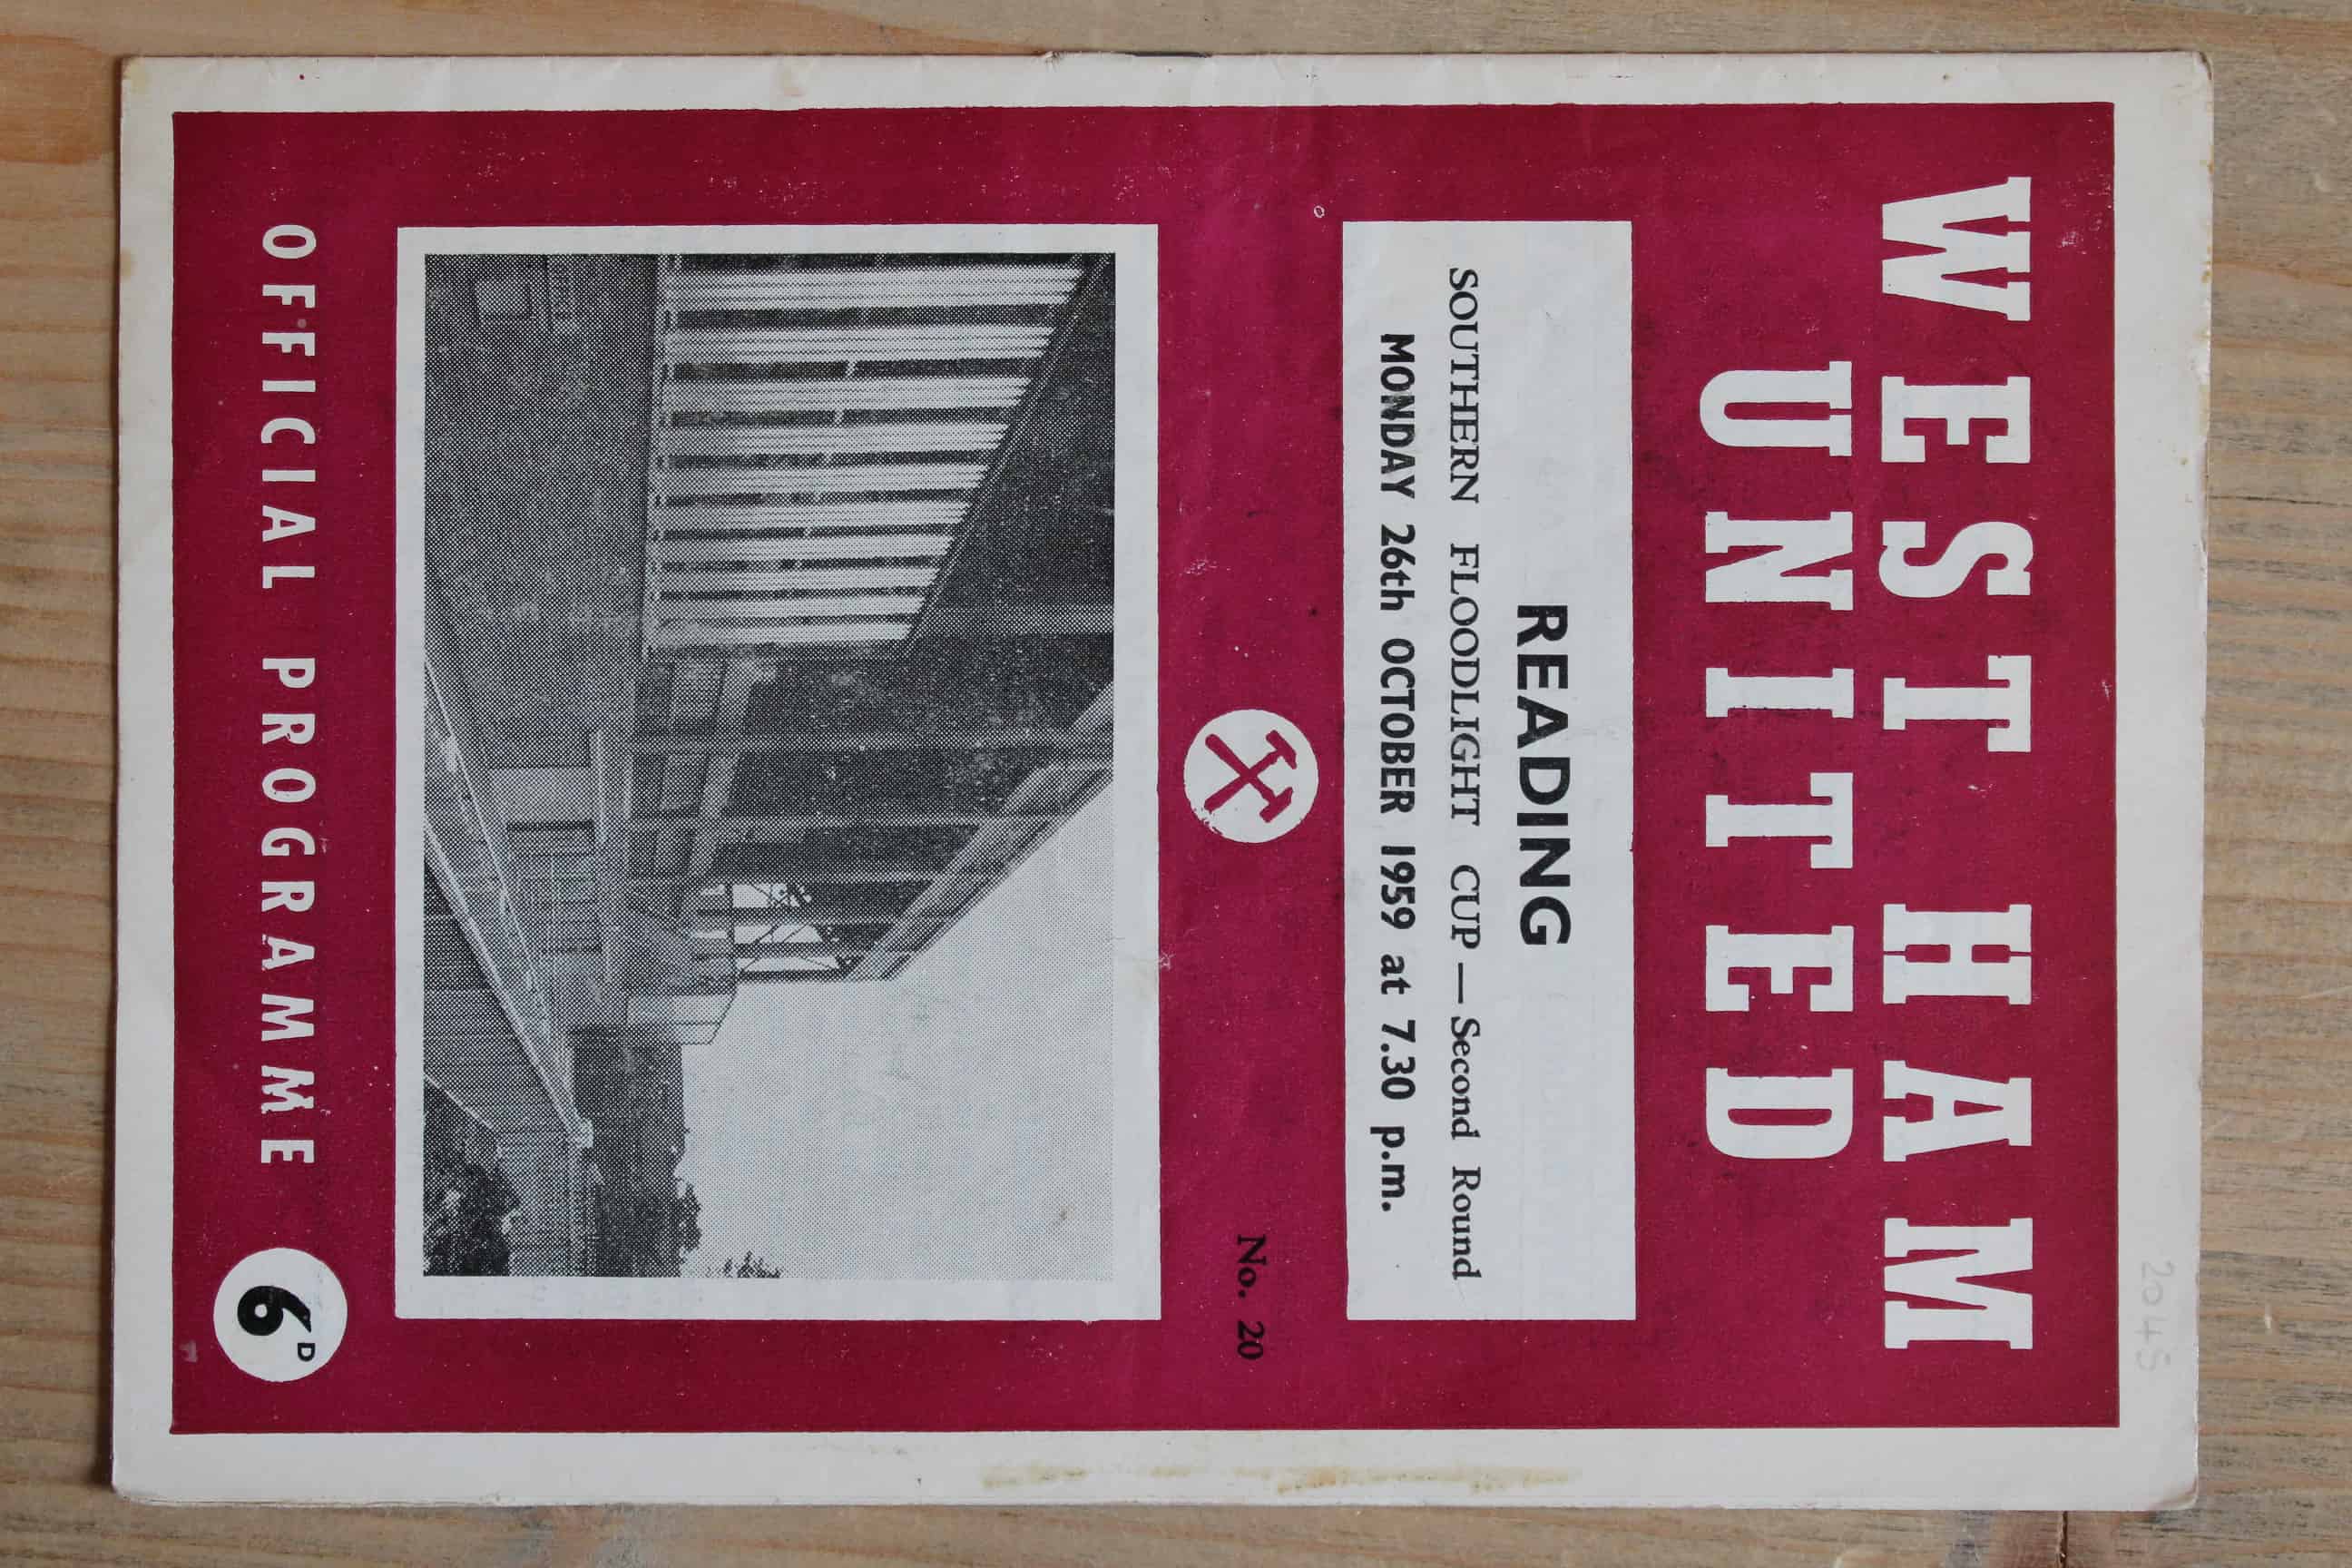 2045
WEST HAM
UNITED
READING
SOUTHERN FLOODLIGHT CUP — Second Round
MONDAY 26th OCTOBER 1959 at 7.30 p.m.
No. 20
OFFICIAL PROGRAMME
6D